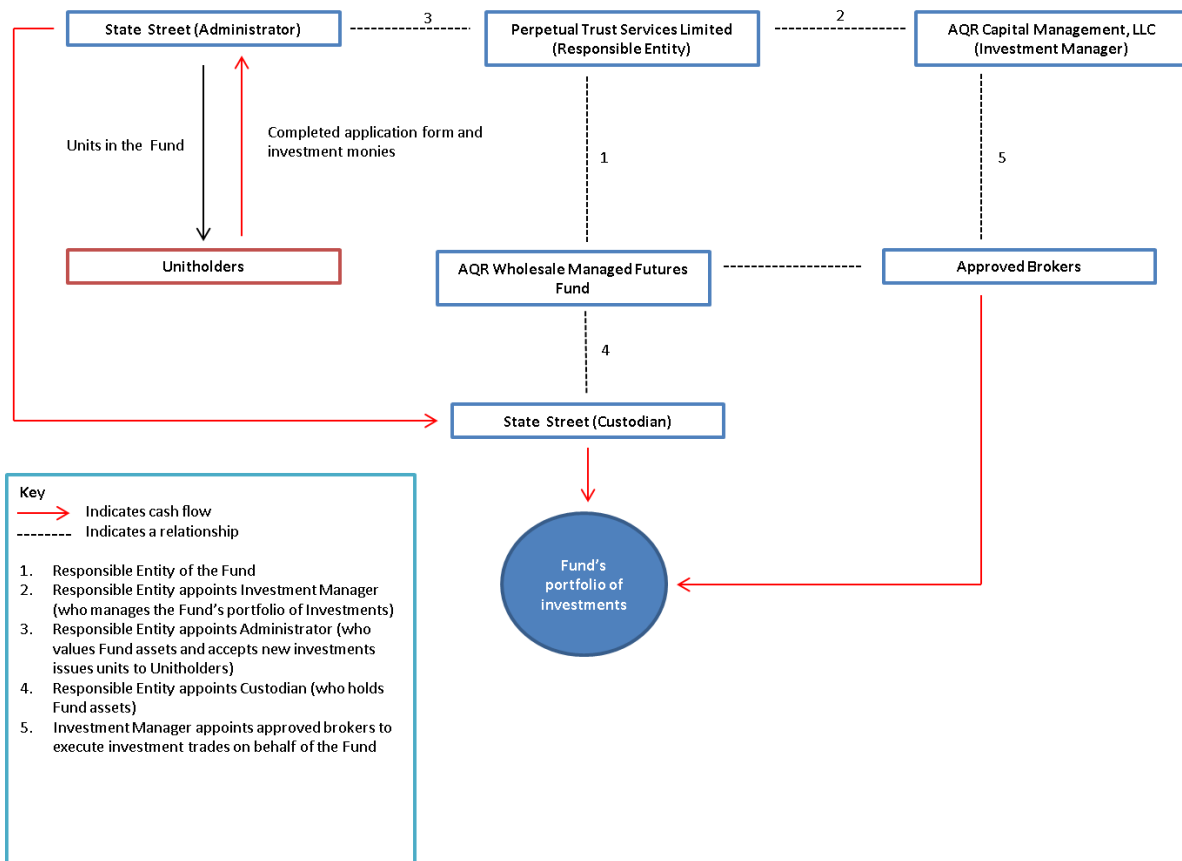 State Street (Administrator)
3
Perpetual Trust Services Limited
(Responsible Entity)
2
AQR Capital Management, LLC
(Investment Manager)
Units in the Fund
Completed application form and
investment monies
1
5
Unitholders
AQR Wholesale Managed Futures
Fund
Approved Brokers
4
State Street (Custodian)
Key
Indicates cash flow
Indicates a relationship
1. Responsible Entity of the Fund
2. Responsible Entity appoints Investment Manager
(who manages the Fund's portfolio of Investments)
3. Responsible Entity appoints Administrator (who
values Fund assets and accepts new investments
issues units to Unitholders)
4. Responsible Entity appoints Custodian (who holds
Fund assets)
5. Investment Manager appoints approved brokers to
execute investment trades on behalf of the Fund
Fund's
portfolio of
investments